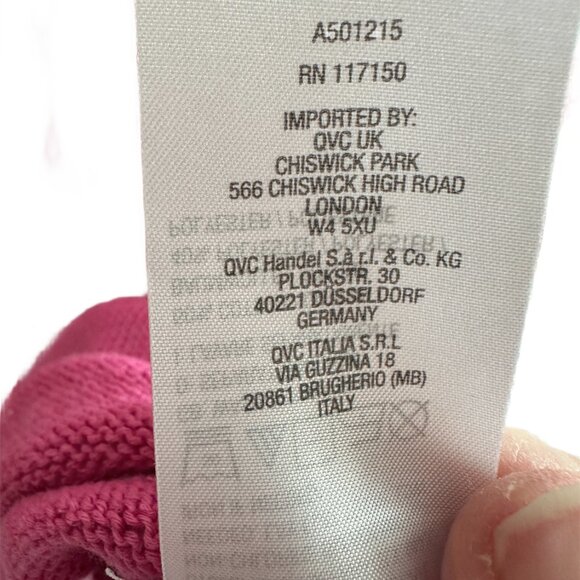 A501215
RN 117150
IMPORTED BY:
QVC UK
CHISWICK PARK
566 CHISWICK HIGH ROAD
LONDON
W4 5XU
QVC Handel S.à r.l. & Co. KG
PLOCKSTR. 30
40221 DÜSSELDORF
GERMANY
QVC ITALIA S.R.L
VIA GUZZINA 18
20861 BRUGHERIO (MB)
ITALY